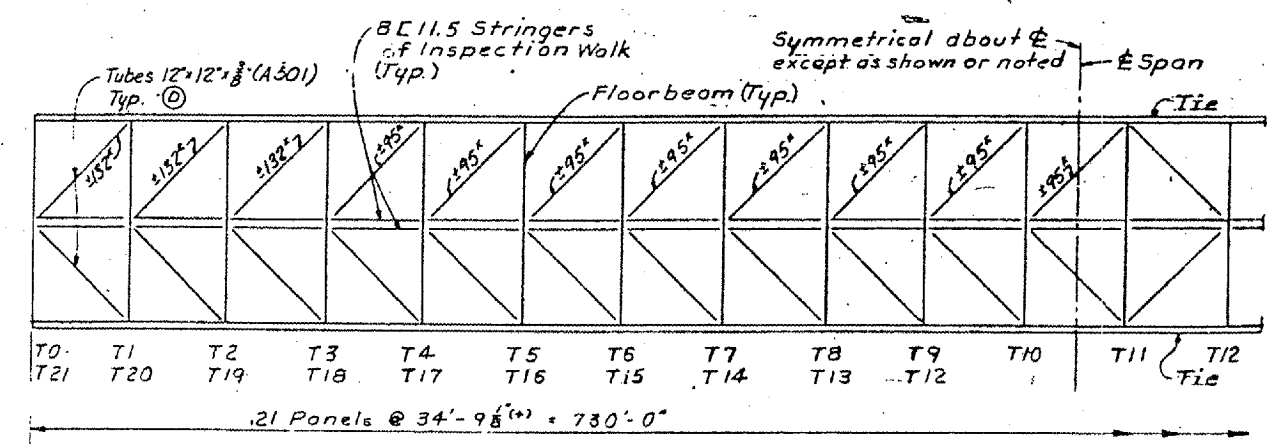 8[11.5 Stringers
of Inspection Walk
(Typ.)
Symmetrical about ℄
except as shown or noted
℄ Span
Tubes 12"x12"x3/8" (A501)
Typ. Ⓓ
Floorbeam (Typ.)
Tie
±132ᴷ
±132ᴷ
±132ᴷ
±95ᴷ
±95ᴷ
±95ᴷ
±95ᴷ
±95ᴷ
±95ᴷ
±95ᴷ
±95ᴷ
T0 T1 T2 T3 T4 T5 T6 T7 T8 T9 T10 T11 T12
T21 T20 T19 T18 T17 T16 T15 T14 T13 T12
Tie
21 Panels @ 34'-9 1/8"(+) = 730'-0"